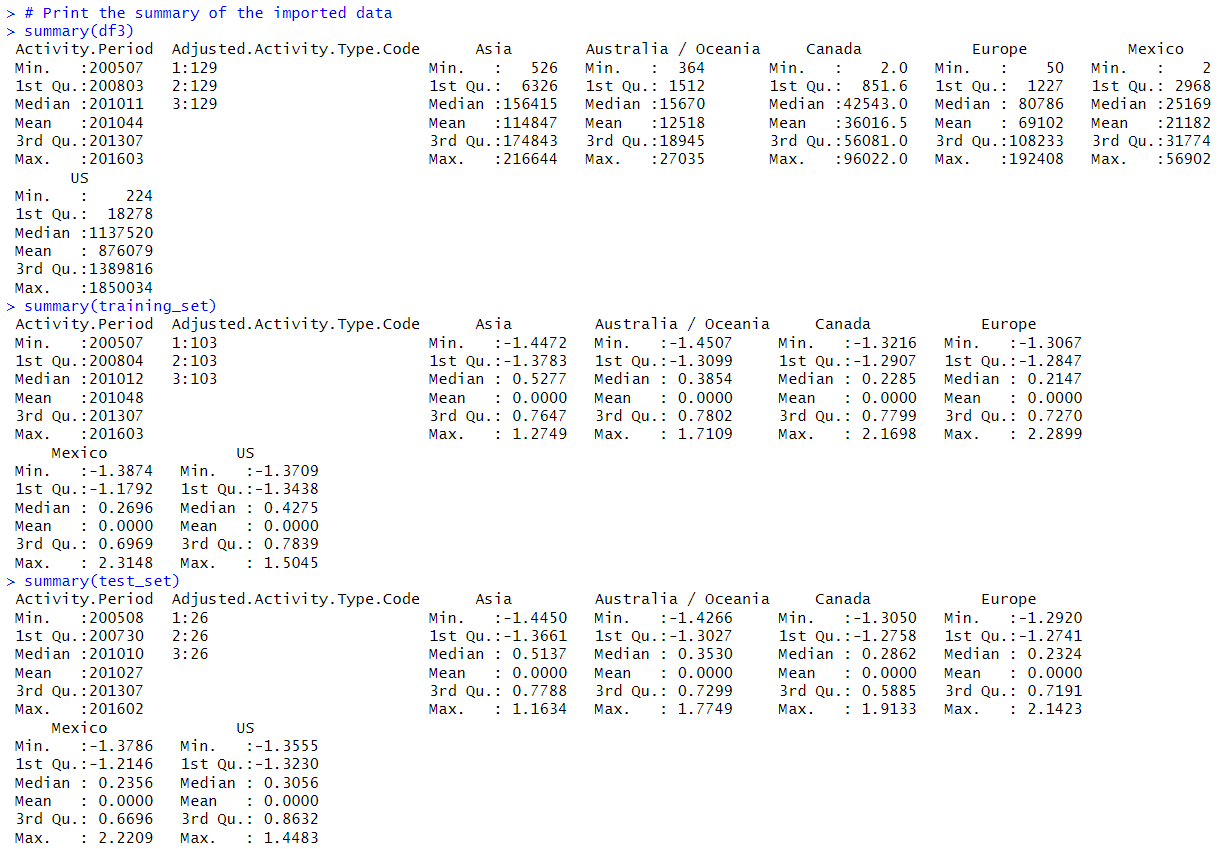 > # Print the summary of the imported data
> summary(df3)
 Activity.Period  Adjusted.Activity.Type.Code      Asia        Australia / Oceania     Canada            Europe           Mexico
 Min.   :200507   1:129                       Min.   :   526   Min.   :  364       Min.   :    2.0   Min.   :    50   Min.   :    2
 1st Qu.:200803   2:129                       1st Qu.:  6326   1st Qu.: 1512       1st Qu.:  851.6   1st Qu.:  1227   1st Qu.: 2968
 Median :201011   3:129                       Median :156415   Median :15670       Median :42543.0   Median : 80786   Median :25169
 Mean   :201044                               Mean   :114847   Mean   :12518       Mean   :36016.5   Mean   : 69102   Mean   :21182
 3rd Qu.:201307                               3rd Qu.:174843   3rd Qu.:18945       3rd Qu.:56081.0   3rd Qu.:108233   3rd Qu.:31774
 Max.   :201603                               Max.   :216644   Max.   :27035       Max.   :96022.0   Max.   :192408   Max.   :56902
       US
 Min.   :    224
 1st Qu.:  18278
 Median :1137520
 Mean   : 876079
 3rd Qu.:1389816
 Max.   :1850034
> summary(training_set)
 Activity.Period  Adjusted.Activity.Type.Code      Asia         Australia / Oceania     Canada            Europe
 Min.   :200507   1:103                       Min.   :-1.4472   Min.   :-1.4507     Min.   :-1.3216   Min.   :-1.3067
 1st Qu.:200804   2:103                       1st Qu.:-1.3783   1st Qu.:-1.3099     1st Qu.:-1.2907   1st Qu.:-1.2847
 Median :201012   3:103                       Median : 0.5277   Median : 0.3854     Median : 0.2285   Median : 0.2147
 Mean   :201048                               Mean   : 0.0000   Mean   : 0.0000     Mean   : 0.0000   Mean   : 0.0000
 3rd Qu.:201307                               3rd Qu.: 0.7647   3rd Qu.: 0.7802     3rd Qu.: 0.7799   3rd Qu.: 0.7270
 Max.   :201603                               Max.   : 1.2749   Max.   : 1.7109     Max.   : 2.1698   Max.   : 2.2899
     Mexico              US
 Min.   :-1.3874   Min.   :-1.3709
 1st Qu.:-1.1792   1st Qu.:-1.3438
 Median : 0.2696   Median : 0.4275
 Mean   : 0.0000   Mean   : 0.0000
 3rd Qu.: 0.6969   3rd Qu.: 0.7839
 Max.   : 2.3148   Max.   : 1.5045
> summary(test_set)
 Activity.Period  Adjusted.Activity.Type.Code      Asia         Australia / Oceania     Canada            Europe
 Min.   :200508   1:26                        Min.   :-1.4450   Min.   :-1.4266     Min.   :-1.3050   Min.   :-1.2920
 1st Qu.:200730   2:26                        1st Qu.:-1.3661   1st Qu.:-1.3027     1st Qu.:-1.2758   1st Qu.:-1.2741
 Median :201010   3:26                        Median : 0.5137   Median : 0.3530     Median : 0.2862   Median : 0.2324
 Mean   :201027                               Mean   : 0.0000   Mean   : 0.0000     Mean   : 0.0000   Mean   : 0.0000
 3rd Qu.:201307                               3rd Qu.: 0.7788   3rd Qu.: 0.7299     3rd Qu.: 0.5885   3rd Qu.: 0.7191
 Max.   :201602                               Max.   : 1.1634   Max.   : 1.7749     Max.   : 1.9133   Max.   : 2.1423
     Mexico              US
 Min.   :-1.3786   Min.   :-1.3555
 1st Qu.:-1.2146   1st Qu.:-1.3230
 Median : 0.2356   Median : 0.3056
 Mean   : 0.0000   Mean   : 0.0000
 3rd Qu.: 0.6696   3rd Qu.: 0.8632
 Max.   : 2.2209   Max.   : 1.4483